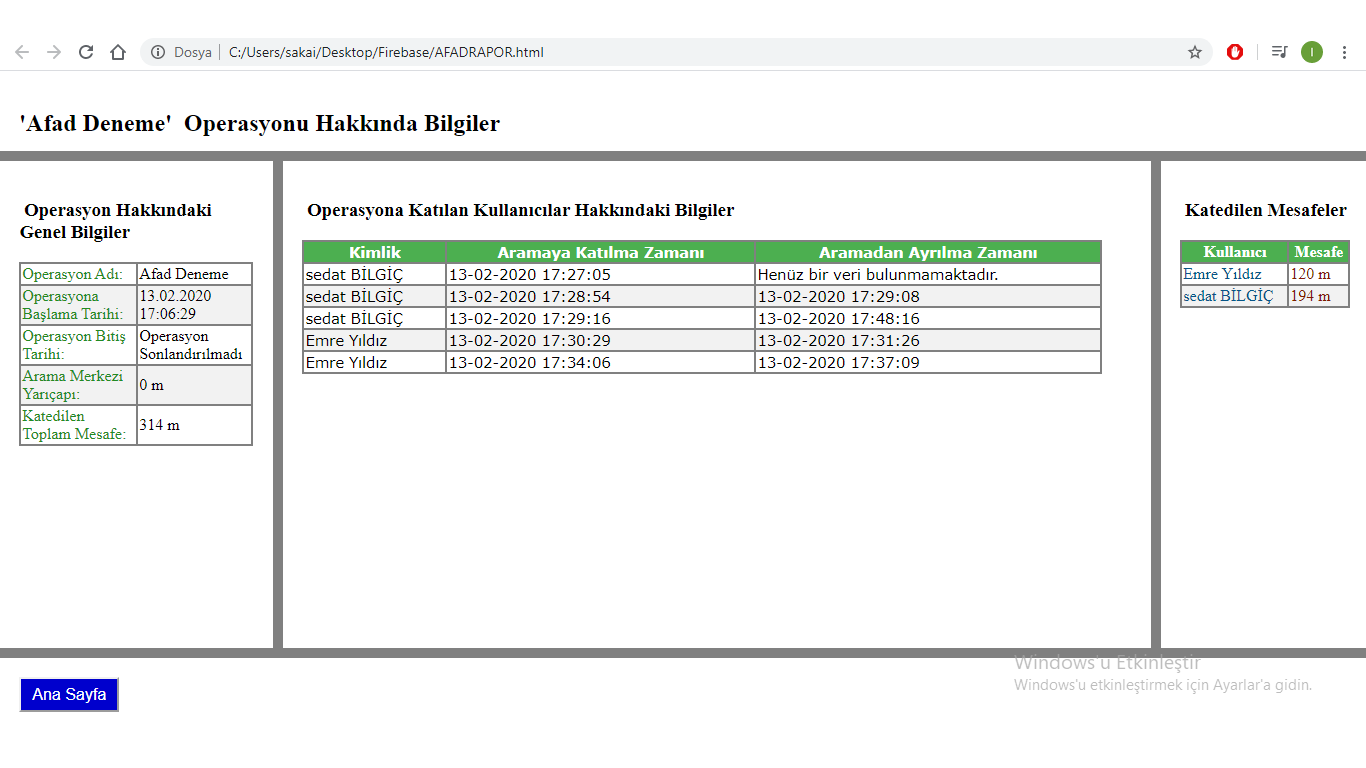 Dosya
C:/Users/sakai/Desktop/Firebase/AFADRAPOR.html
I
'Afad Deneme' Operasyonu Hakkında Bilgiler
Operasyon Hakkındaki
Genel Bilgiler
Operasyon Adı: Afad Deneme
Operasyona
Başlama Tarihi:
13.02.2020
17:06:29
Operasyon Bitiş
Tarihi:
Operasyon
Sonlandırılmadı
Arama Merkezi
Yarıçapı:
0 m
Katedilen
Toplam Mesafe:
314 m
Operasyona Katılan Kullanıcılar Hakkındaki Bilgiler
Kimlik Aramaya Katılma Zamanı Aramadan Ayrılma Zamanı
sedat BİLGİÇ 13-02-2020 17:27:05 Henüz bir veri bulunmamaktadır.
sedat BİLGİÇ 13-02-2020 17:28:54 13-02-2020 17:29:08
sedat BİLGİÇ 13-02-2020 17:29:16 13-02-2020 17:48:16
Emre Yıldız 13-02-2020 17:30:29 13-02-2020 17:31:26
Emre Yıldız 13-02-2020 17:34:06 13-02-2020 17:37:09
Katedilen Mesafeler
Kullanıcı Mesafe
Emre Yıldız 120 m
sedat BİLGİÇ 194 m
Windows'u Etkinleştir
Windows'u etkinleştirmek için Ayarlar'a gidin.
Ana Sayfa